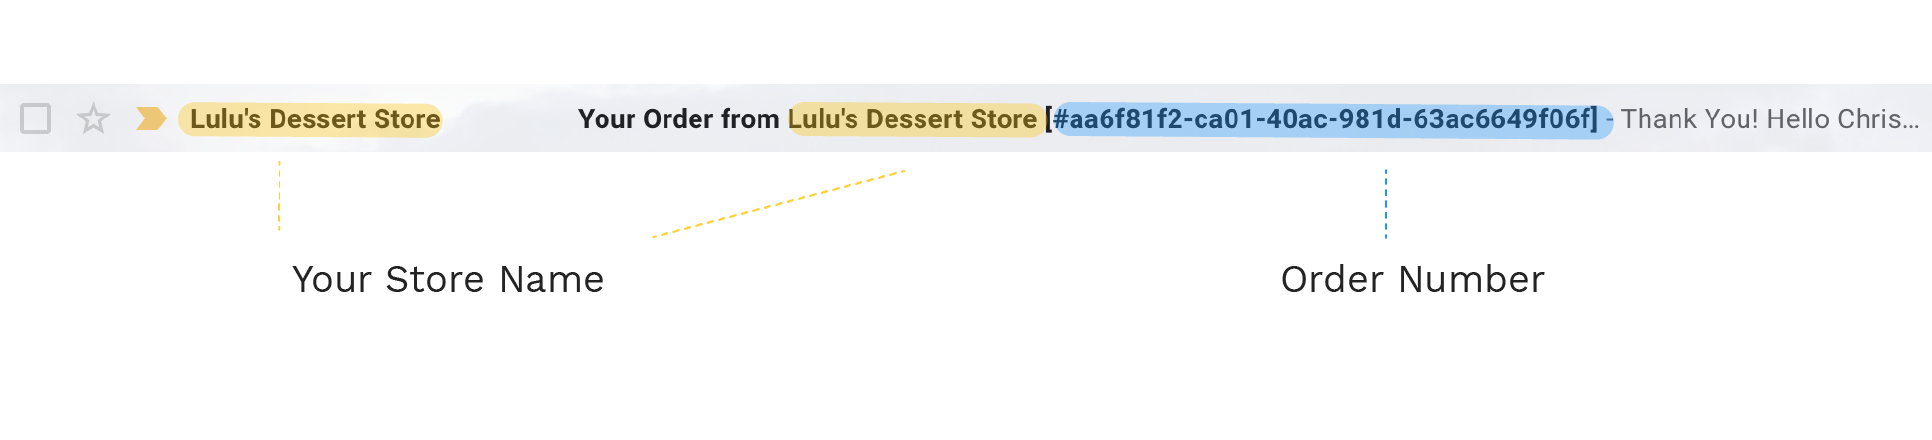 Lulu's Dessert Store Your Order from Lulu's Dessert Store [#aa6f81f2-ca01-40ac-981d-63ac6649f06f] - Thank You! Hello Chris...
Your Store Name Order Number